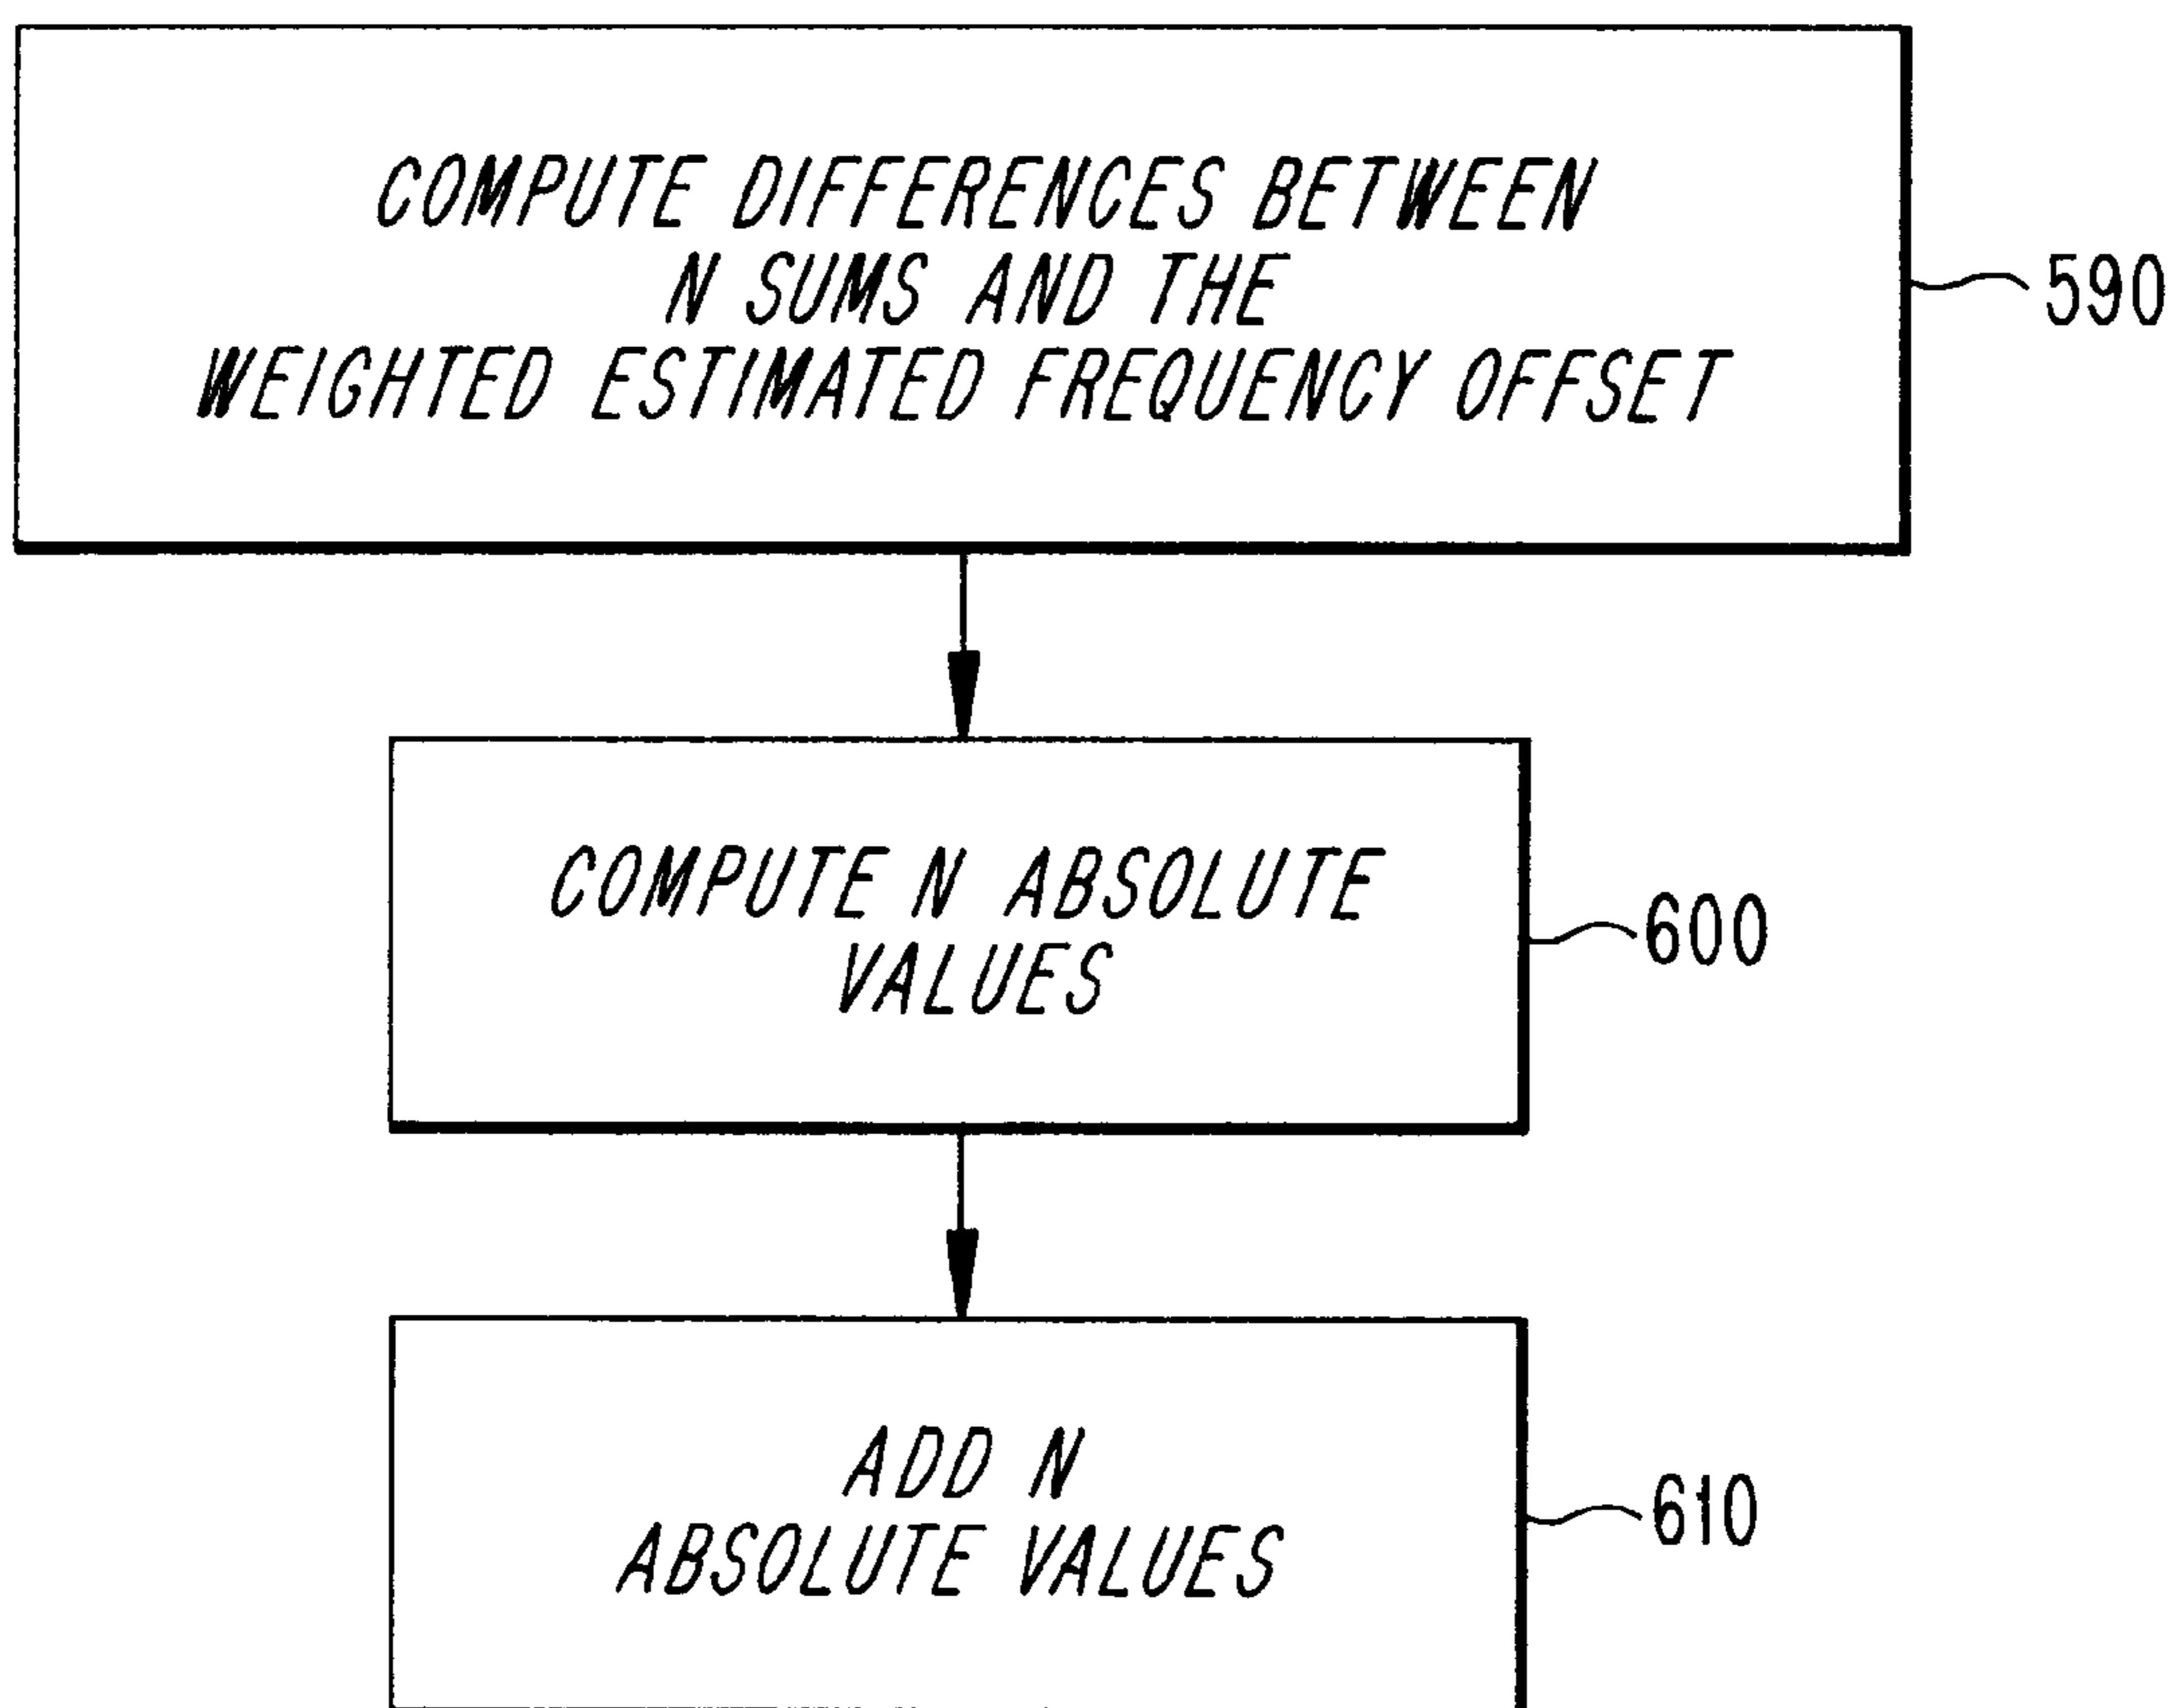 COMPUTE DIFFERENCES BETWEEN
N SUMS AND THE
WEIGHTED ESTIMATED FREQUENCY OFFSET
590
COMPUTE N ABSOLUTE
VALUES
600
ADD N
ABSOLUTE VALUES
610